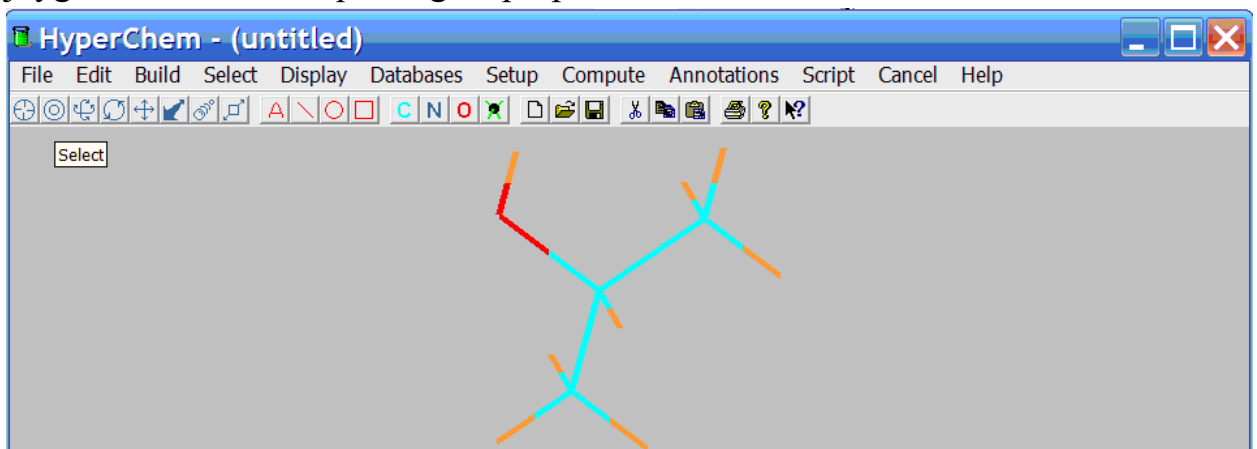 HyperChem - (untitled)
File Edit Build Select Display Databases Setup Compute Annotations Script Cancel Help
A C N O ? ?
Select